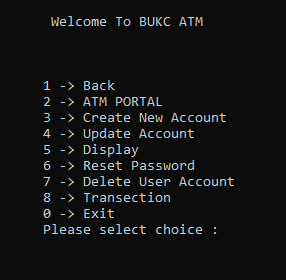 Welcome To BUKC ATM
1 -> Back
2 -> ATM PORTAL
3 -> Create New Account
4 -> Update Account
5 -> Display
6 -> Reset Password
7 -> Delete User Account
8 -> Transection
0 -> Exit
Please select choice :